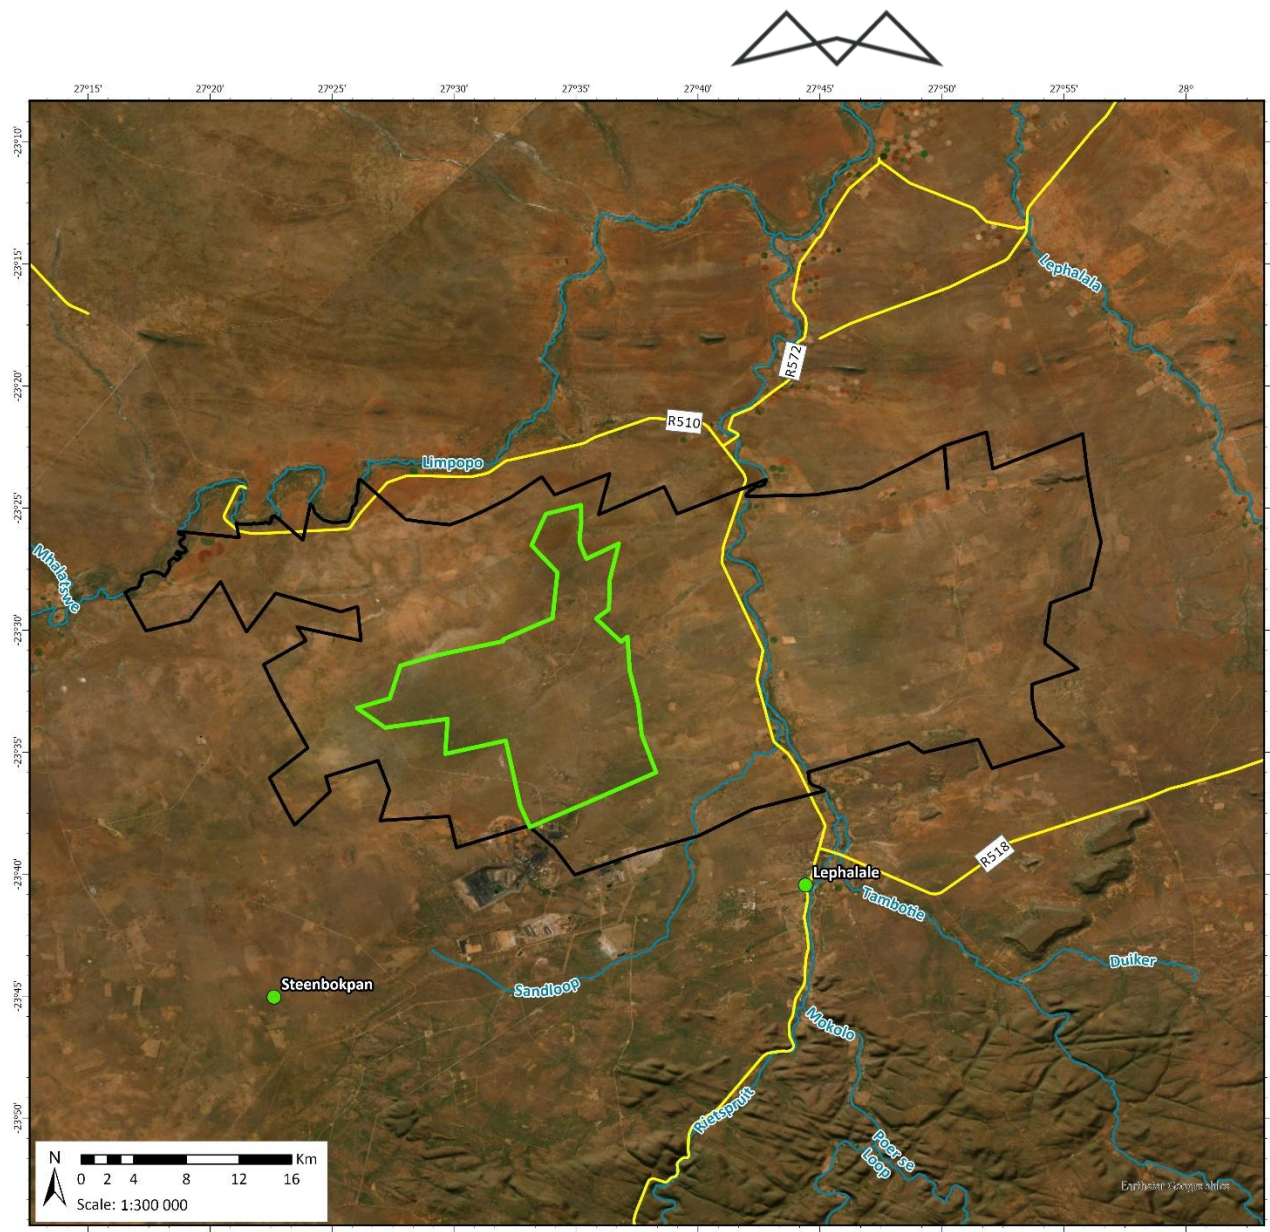 27°15' 27°20' 27°25' 27°30' 27°35' 27°40' 27°45' 27°50' 27°55' 28°
-23°10'
-23°15'
Lephalala
-23°20'
R572
R510
Limpopo
-23°25'
Mhalatswe
-23°30'
-23°35'
R518
-23°40'
Lephalale
Tambotie
Duiker
Steenbokpan
Sandloop
-23°45'
Mokolo
Rietspruit
-23°50'
Poer se
Loop
Earthstar Geographics
N
Km
0 2 4 8 12 16
Scale: 1:300 000